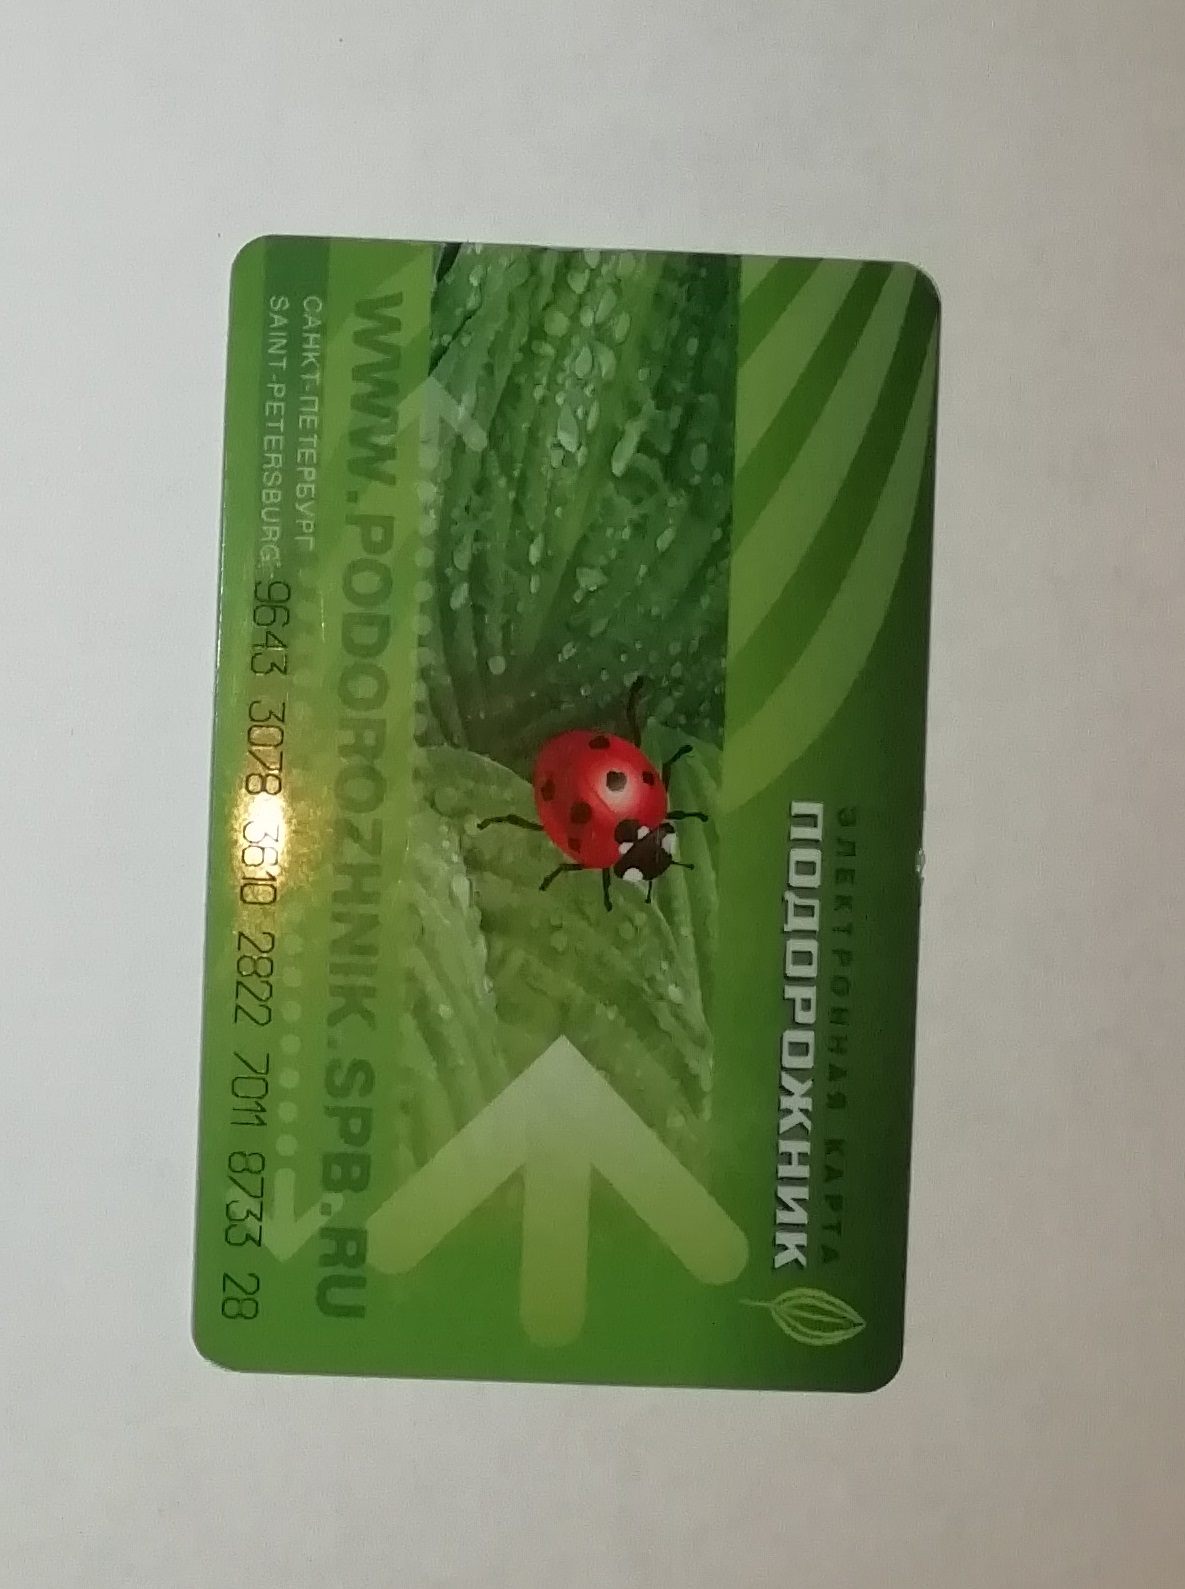 ЭЛЕКТРОННАЯ КАРТА
ПОДОРОЖНИК
WWW.PODOROZHNIK.SPB.RU
САНКТ-ПЕТЕРБУРГ
SAINT-PETERSBURG
9643 3078 3610 2822 7011 8733 28